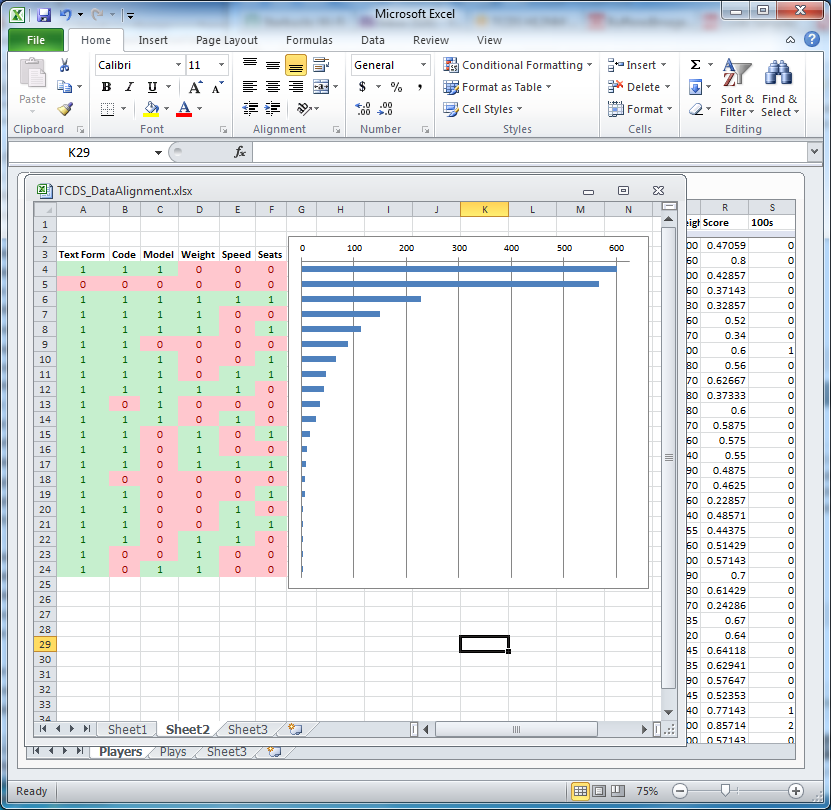 Microsoft Excel
File Home Insert Page Layout Formulas Data Review View
Paste
Calibri 11
B I U A A
A
General
$ % ,
Conditional Formatting
Format as Table
Cell Styles
Insert
Delete
Format
Σ
Sort & Filter
Find & Select
Clipboard Font Alignment Number Styles Cells Editing
K29 fx
TCDS_DataAlignment.xlsx
A B C D E F G H I J K L M N
1
2
3 Text Form Code Model Weight Speed Seats
4 1 1 1 0 0 0
5 0 0 0 0 0 0
6 1 1 1 1 1 1
7 1 1 1 1 0 0
8 1 1 1 1 0 1
9 1 1 0 0 0 0
10 1 1 1 0 0 1
11 1 1 1 0 1 1
12 1 1 1 1 1 0
13 1 0 1 0 0 0
14 1 1 1 0 1 0
15 1 1 0 1 0 1
16 1 1 0 1 0 0
17 1 1 0 1 1 1
18 1 0 0 0 0 0
19 1 1 0 0 0 1
20 1 1 0 0 1 0
21 1 1 0 0 1 1
22 1 1 0 1 1 0
23 1 0 0 1 0 0
24 1 0 1 1 0 0
25
26
27
28
29
30
31
32
33
34
0 100 200 300 400 500 600
Sheet1 Sheet2 Sheet3
R S
Score 100s
00 0.47059 0
60 0.8 0
00 0.42857 0
60 0.37143 0
30 0.32857 0
60 0.52 0
70 0.34 0
00 0.6 1
80 0.56 0
70 0.62667 0
80 0.37333 0
80 0.6 0
70 0.5875 0
60 0.575 0
40 0.55 0
90 0.4875 0
70 0.4625 0
60 0.22857 0
40 0.48571 0
55 0.44375 0
60 0.51429 0
00 0.57143 0
90 0.7 0
30 0.61429 0
70 0.24286 0
35 0.67 0
20 0.64 0
45 0.64118 0
35 0.62941 0
90 0.57647 0
45 0.52353 0
40 0.77143 1
00 0.85714 2
00 0.57143 0
Players Plays Sheet3
Ready 75%